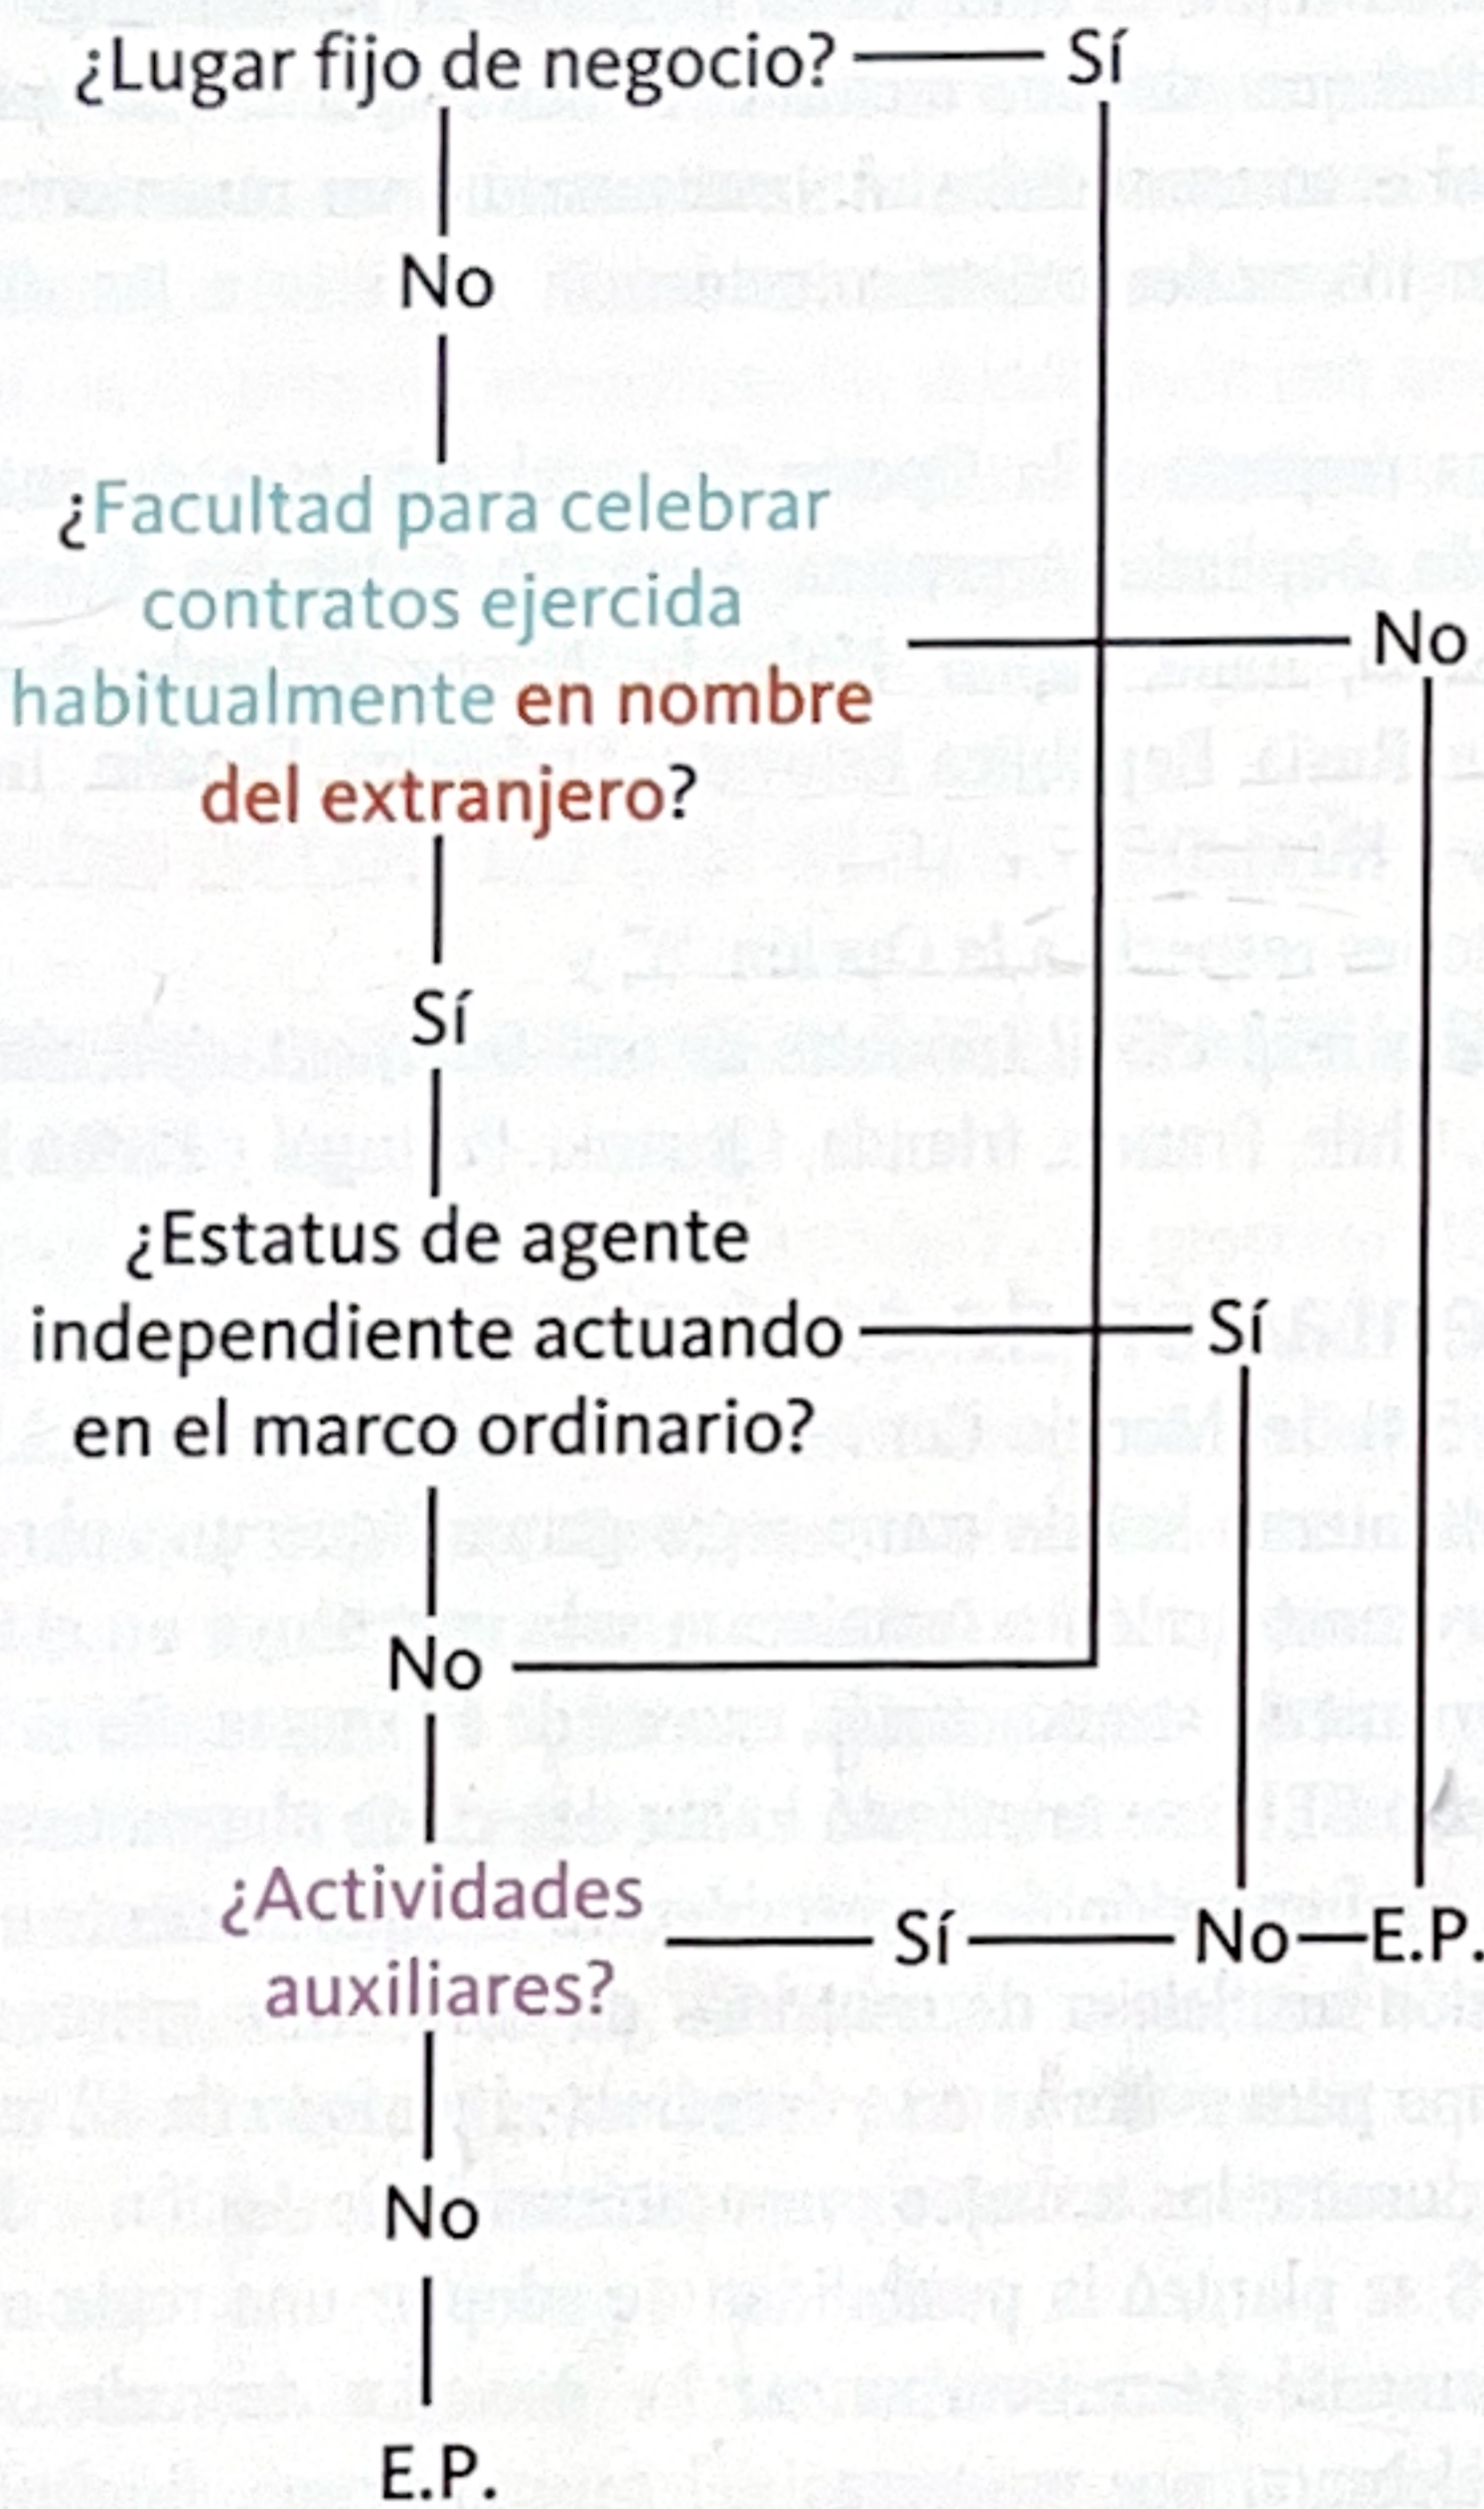 ¿Lugar fijo de negocio? Sí
No
¿Facultad para celebrar
contratos ejercida
habitualmente en nombre
del extranjero?
No
Sí
¿Estatus de agente
independiente actuando
en el marco ordinario?
Sí
No
¿Actividades
auxiliares?
Sí No E.P.
No
E.P.